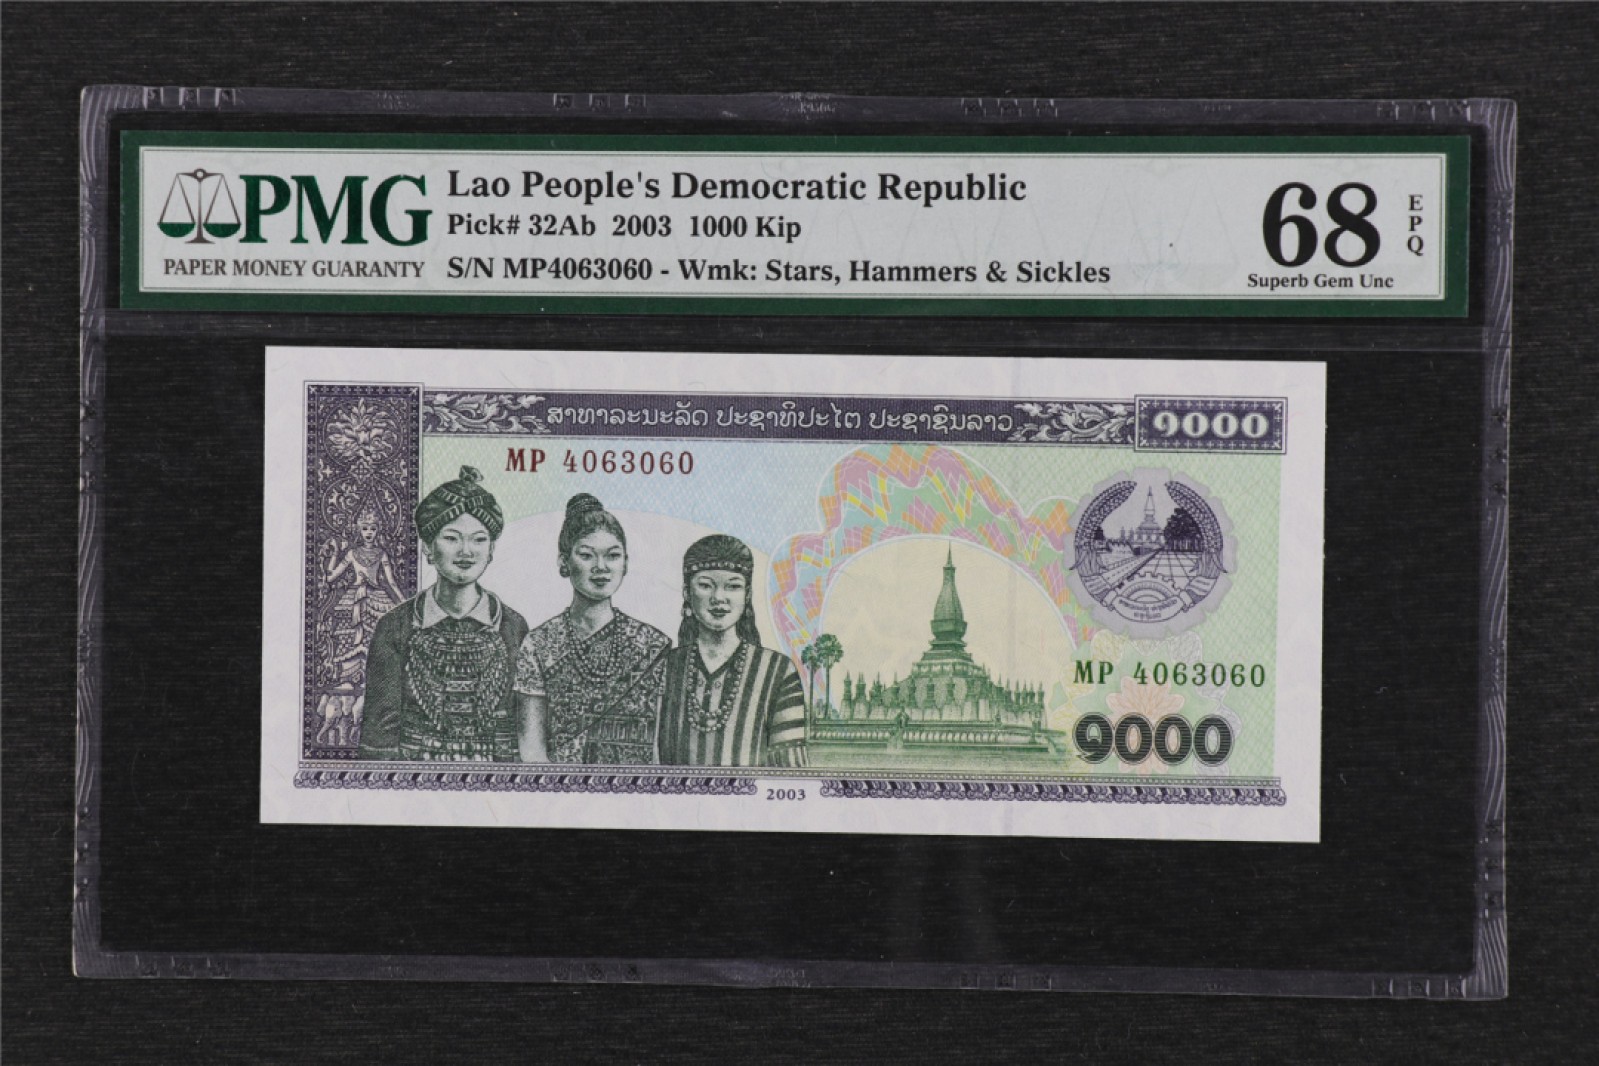 PMG
PAPER MONEY GUARANTY
Lao People's Democratic Republic
Pick# 32Ab 2003 1000 Kip
S/N MP4063060 - Wmk: Stars, Hammers & Sickles
68
EPQ
Superb Gem Unc
ສາທາລະນະລັດ ປະຊາທິປະໄຕ ປະຊາຊົນລາວ
໑໐໐໐
MP 4063060
MP 4063060
໑໐໐໐
2003